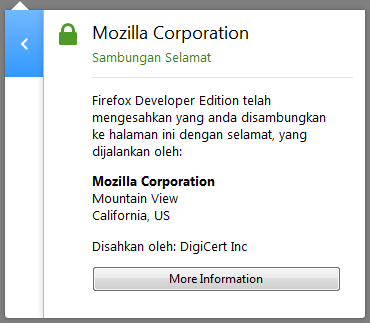 Mozilla Corporation
Sambungan Selamat
Firefox Developer Edition telah
mengesahkan yang anda disambungkan
ke halaman ini dengan selamat, yang
dijalankan oleh:
Mozilla Corporation
Mountain View
California, US
Disahkan oleh: DigiCert Inc
More Information